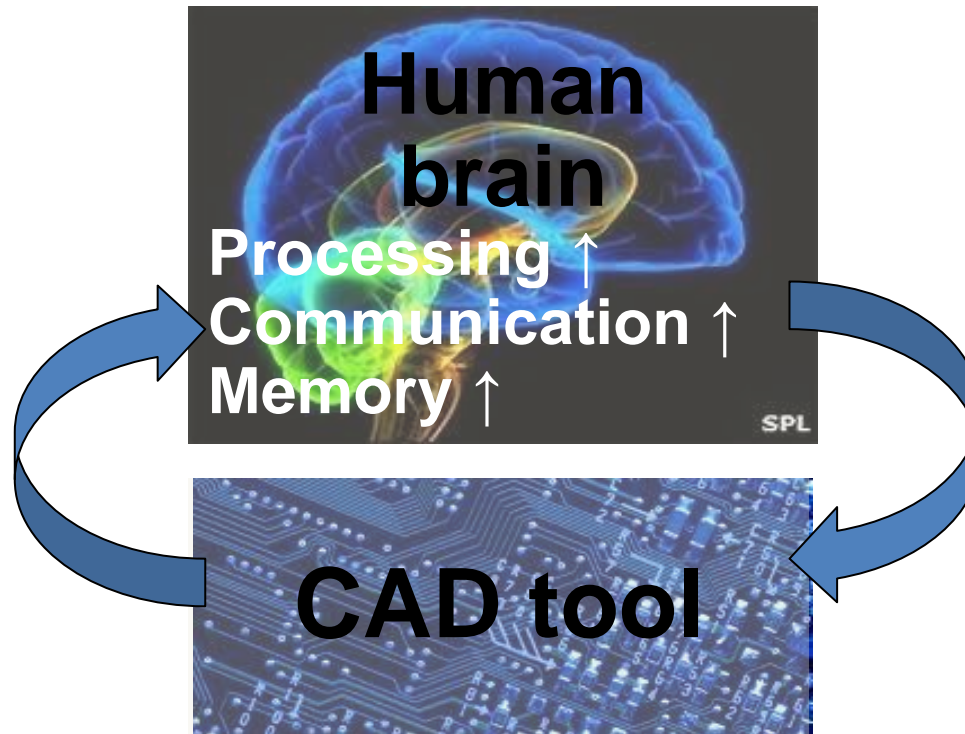 Human
brain
Processing ↑
Communication ↑
Memory ↑
SPL
CAD tool